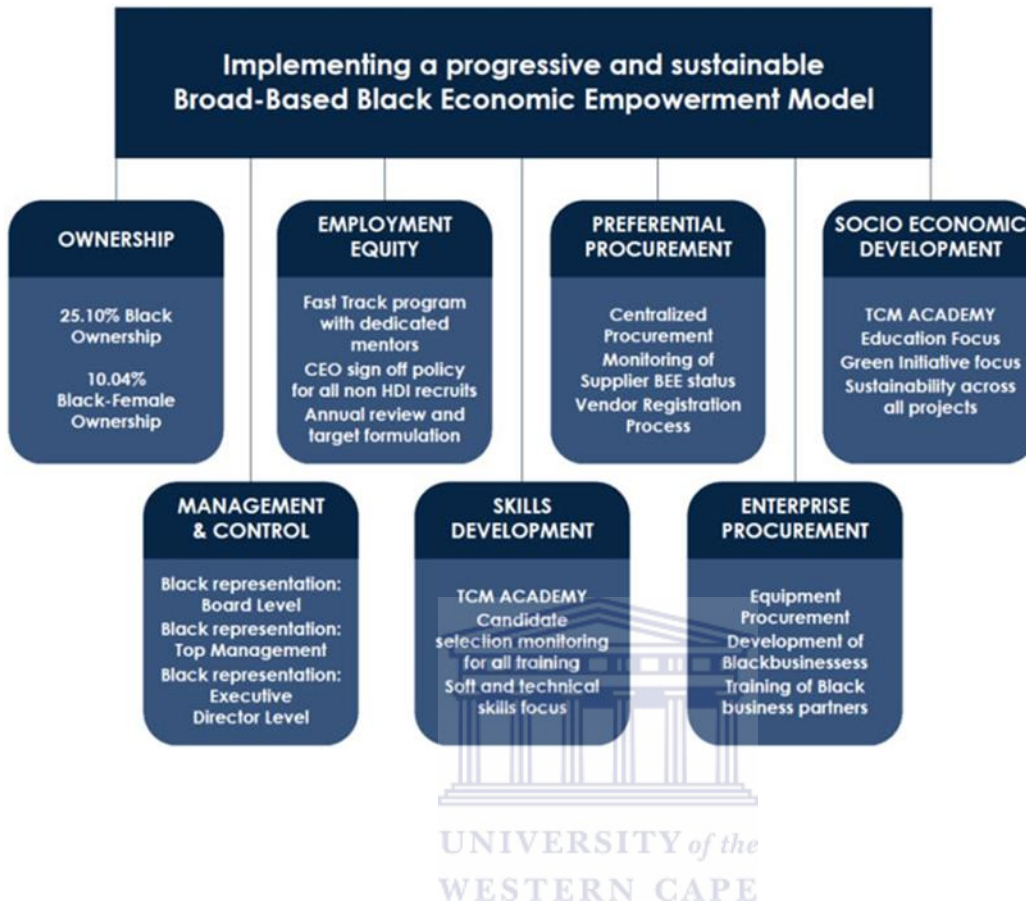 Implementing a progressive and sustainable
Broad-Based Black Economic Empowerment Model
OWNERSHIP
25.10% Black
Ownership
10.04%
Black-Female
Ownership
EMPLOYMENT
EQUITY
Fast Track program
with dedicated
mentors
CEO sign off policy
for all non HDI recruits
Annual review and
target formulation
PREFERENTIAL
PROCUREMENT
Centralized
Procurement
Monitoring of
Supplier BEE status
Vendor Registration
Process
SOCIO ECONOMIC
DEVELOPMENT
TCM ACADEMY
Education Focus
Green Initiative focus
Sustainability across
all projects
MANAGEMENT
& CONTROL
Black representation:
Board Level
Black representation:
Top Management
Black representation:
Executive
Director Level
SKILLS
DEVELOPMENT
TCM ACADEMY
Candidate
selection monitoring
for all training
Soft and technical
skills focus
ENTERPRISE
PROCUREMENT
Equipment
Procurement
Development of
Blackbusinessess
Training of Black
business partners
UNIVERSITY of the
WESTERN CAPE